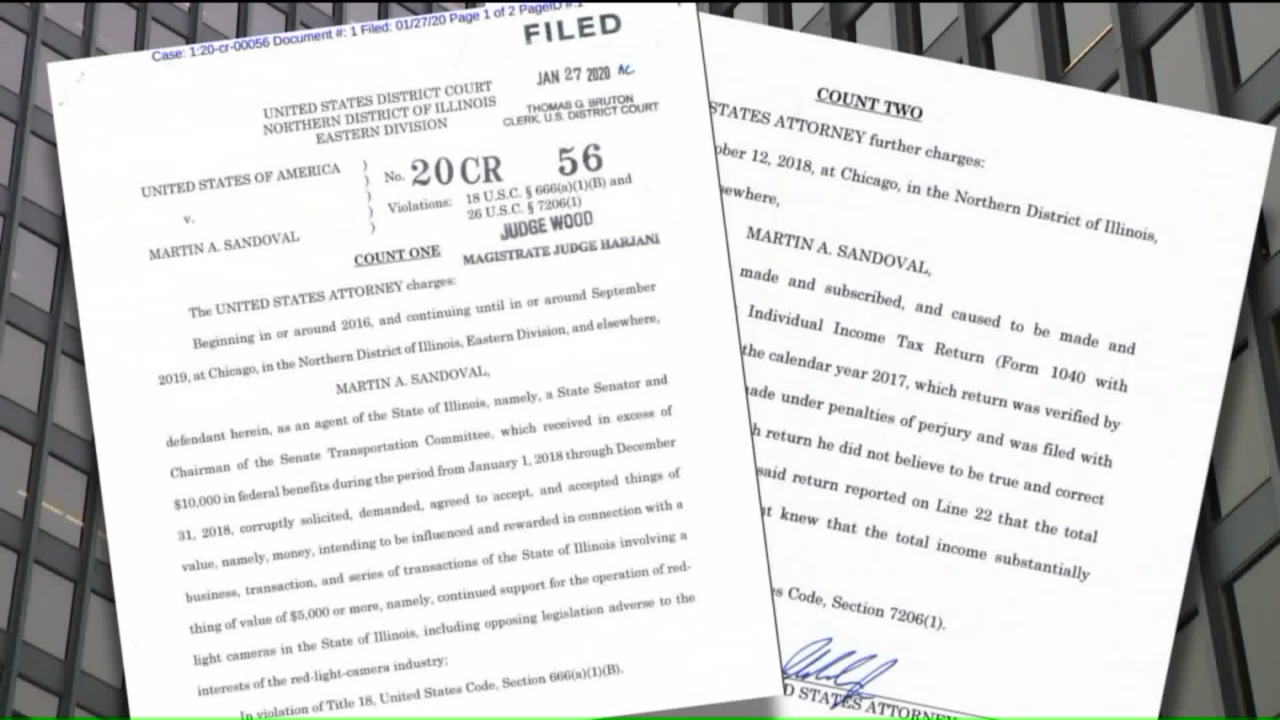 Case: 1:20-cr-00056 Document #: 1 Filed: 01/27/20 Page 1 of 2 PageID #:1
FILED
JAN 27 2020 AC
THOMAS G. BRUTON
CLERK, U.S. DISTRICT COURT
UNITED STATES DISTRICT COURT
NORTHERN DISTRICT OF ILLINOIS
EASTERN DIVISION
UNITED STATES OF AMERICA
v.
MARTIN A. SANDOVAL
No. 20 CR 56
Violations: 18 U.S.C. § 666(a)(1)(B) and
26 U.S.C. § 7206(1)
JUDGE WOOD
MAGISTRATE JUDGE HARJANI
COUNT ONE
The UNITED STATES ATTORNEY charges:
Beginning in or around 2016, and continuing until in or around September
2019, at Chicago, in the Northern District of Illinois, Eastern Division, and elsewhere,
MARTIN A. SANDOVAL,
defendant herein, as an agent of the State of Illinois, namely, a State Senator and
Chairman of the Senate Transportation Committee, which received in excess of
$10,000 in federal benefits during the period from January 1, 2018 through December
31, 2018, corruptly solicited, demanded, agreed to accept, and accepted things of
value, namely, money, intending to be influenced and rewarded in connection with a
business, transaction, and series of transactions of the State of Illinois involving a
thing of value of $5,000 or more, namely, continued support for the operation of red-
light cameras in the State of Illinois, including opposing legislation adverse to the
interests of the red-light-camera industry;
In violation of Title 18, United States Code, Section 666(a)(1)(B).
COUNT TWO
STATES ATTORNEY further charges:
ober 12, 2018, at Chicago, in the Northern District of Illinois,
ewhere,
MARTIN A. SANDOVAL,
made and subscribed, and caused to be made and
Individual Income Tax Return (Form 1040 with
the calendar year 2017, which return was verified by
ade under penalties of perjury and was filed with
h return he did not believe to be true and correct
said return reported on Line 22 that the total
t knew that the total income substantially
s Code, Section 7206(1).
D STATES ATTORNEY